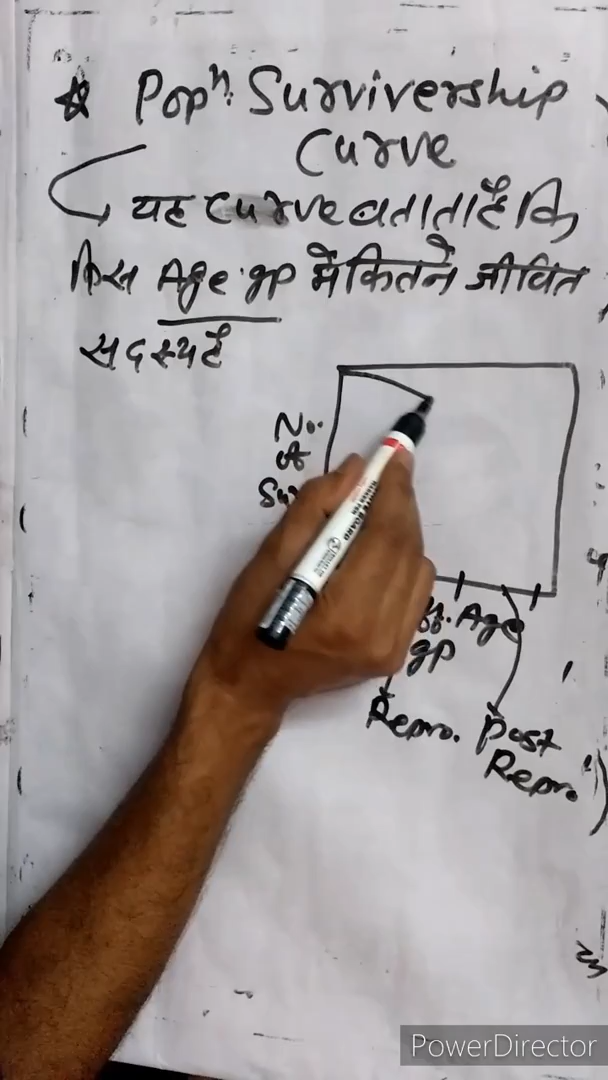 ☆ Popⁿ. Survivership
Curve
यह Curve बताता है कि
किस Age gp में कितने जीवित
सदस्य है
No.
of
Age
gp
Repro. Post
Repro.
PowerDirector